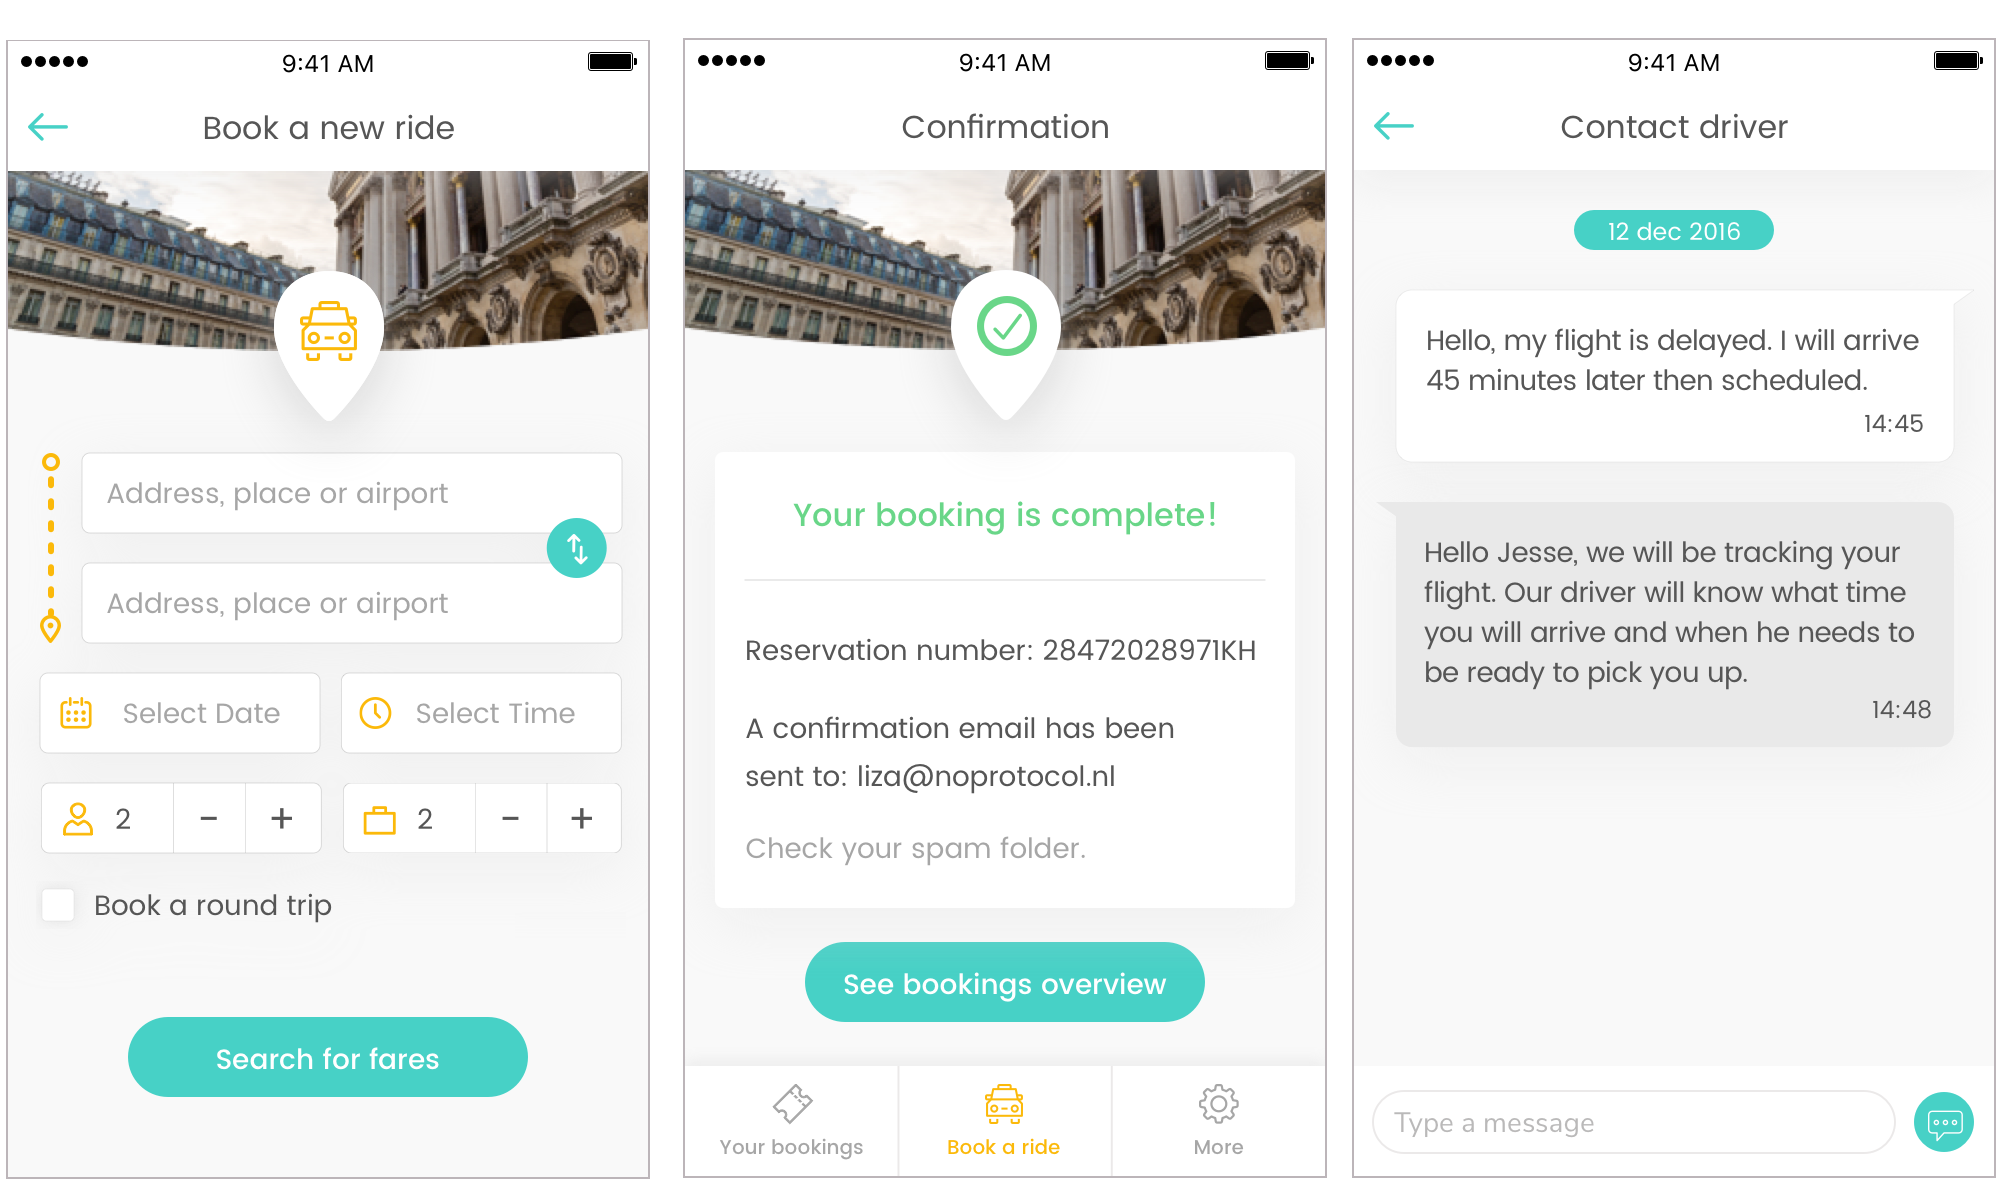 9:41 AM
Book a new ride
Address, place or airport
Address, place or airport
Select Date
Select Time
2 - +
2 - +
Book a round trip
Search for fares
9:41 AM
Confirmation
Your booking is complete!
Reservation number: 28472028971KH
A confirmation email has been
sent to: liza@noprotocol.nl
Check your spam folder.
See bookings overview
Your bookings
Book a ride
More
9:41 AM
Contact driver
12 dec 2016
Hello, my flight is delayed. I will arrive
45 minutes later then scheduled.
14:45
Hello Jesse, we will be tracking your
flight. Our driver will know what time
you will arrive and when he needs to
be ready to pick you up.
14:48
Type a message